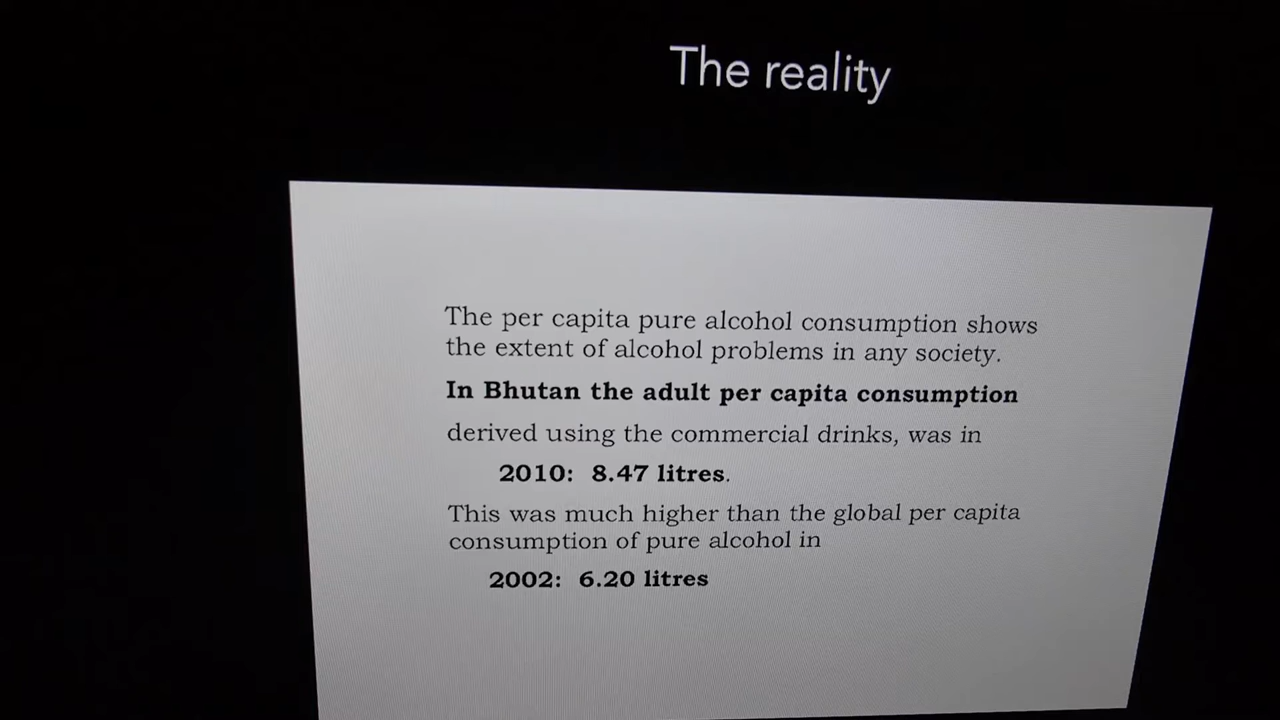 The reality
The per capita pure alcohol consumption shows
the extent of alcohol problems in any society.
In Bhutan the adult per capita consumption
derived using the commercial drinks, was in
2010: 8.47 litres.
This was much higher than the global per capita
consumption of pure alcohol in
2002: 6.20 litres